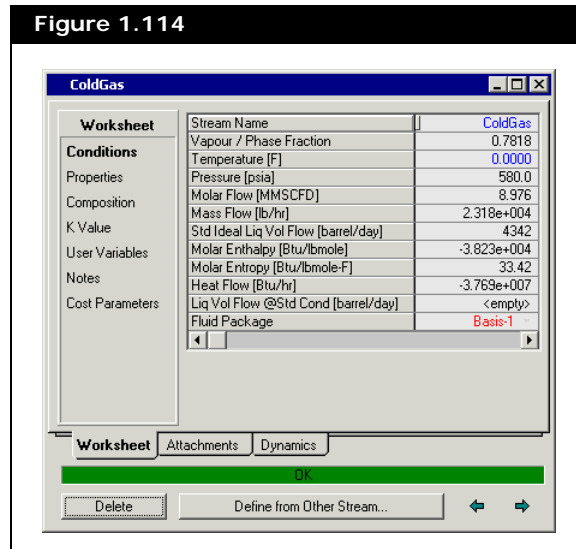 Figure 1.114
ColdGas
Worksheet
Conditions
Properties
Composition
K Value
User Variables
Notes
Cost Parameters
Stream Name ColdGas
Vapour / Phase Fraction 0.7818
Temperature [F] 0.0000
Pressure [psia] 580.0
Molar Flow [MMSCFD] 8.976
Mass Flow [lb/hr] 2.318e+004
Std Ideal Liq Vol Flow [barrel/day] 4342
Molar Enthalpy [Btu/lbmole] -3.823e+004
Molar Entropy [Btu/lbmole-F] 33.42
Heat Flow [Btu/hr] -3.769e+007
Liq Vol Flow @Std Cond [barrel/day] <empty>
Fluid Package Basis-1
Worksheet Attachments Dynamics
OK
Delete Define from Other Stream...